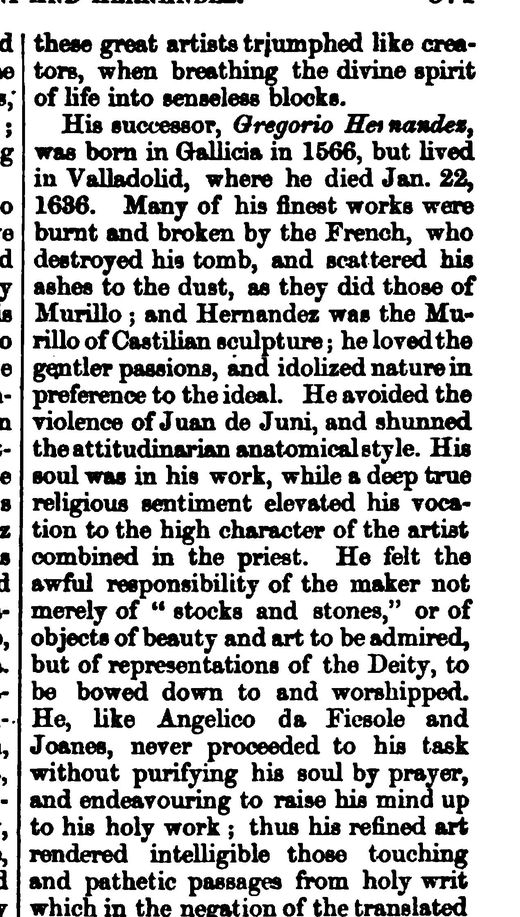 these great artists triumphed like crea-
tors, when breathing the divine spirit
of life into senseless blocks.
His successor, Gregorio Hernandez,
was born in Gallicia in 1566, but lived
in Valladolid, where he died Jan. 22,
1636. Many of his finest works were
burnt and broken by the French, who
destroyed his tomb, and scattered his
ashes to the dust, as they did those of
Murillo ; and Hernandez was the Mu-
rillo of Castilian sculpture ; he loved the
gentler passions, and idolized nature in
preference to the ideal. He avoided the
violence of Juan de Juni, and shunned
the attitudinarian anatomical style. His
soul was in his work, while a deep true
religious sentiment elevated his voca-
tion to the high character of the artist
combined in the priest. He felt the
awful responsibility of the maker not
merely of “ stocks and stones,” or of
objects of beauty and art to be admired,
but of representations of the Deity, to
be bowed down to and worshipped.
He, like Angelico da Fiesole and
Joanes, never proceeded to his task
without purifying his soul by prayer,
and endeavouring to raise his mind up
to his holy work ; thus his refined art
rendered intelligible those touching
and pathetic passages from holy writ
which in the negation of the translated